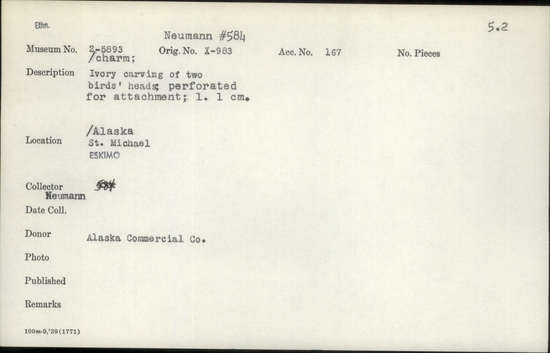 Eth. Neumann #584 5.2
Museum No. 2-5893 Orig. No. X-983 Acc. No. 167 No. Pieces
/charm;
Description Ivory carving of two
birds' heads; perforated
for attachment; l. 1 cm.
/Alaska
Location St. Michael
ESKIMO
Collector 584
Neumann
Date Coll.
Donor Alaska Commercial Co.
Photo
Published
Remarks
100m-9,'29(1771)